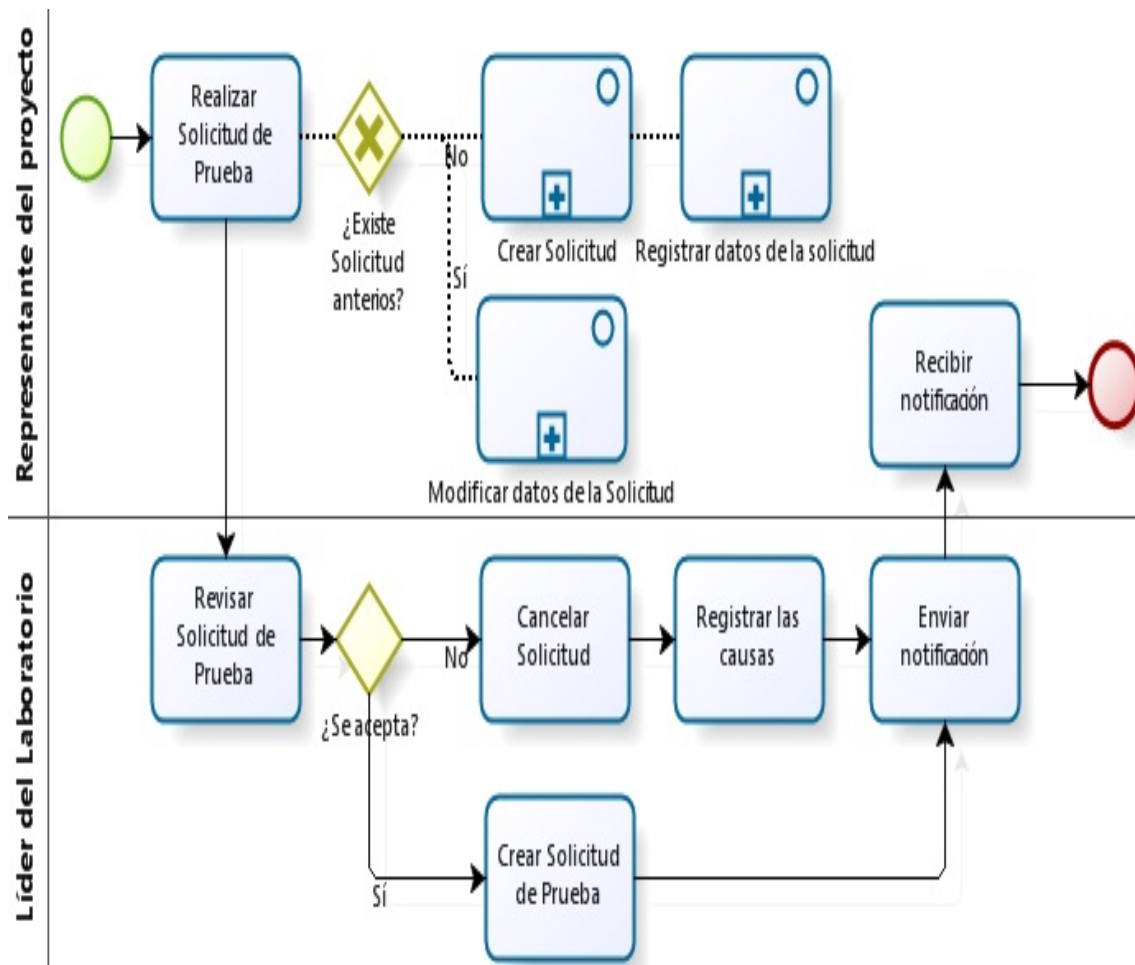 Representante del proyecto
Realizar
Solicitud de
Prueba
¿Existe
Solicitud
anterios?
No
Sí
Crear Solicitud
Registrar datos de la solicitud
Modificar datos de la Solicitud
Recibir
notificación
Líder del Laboratorio
Revisar
Solicitud de
Prueba
¿Se acepta?
No
Cancelar
Solicitud
Registrar las
causas
Enviar
notificación
Sí
Crear Solicitud
de Prueba